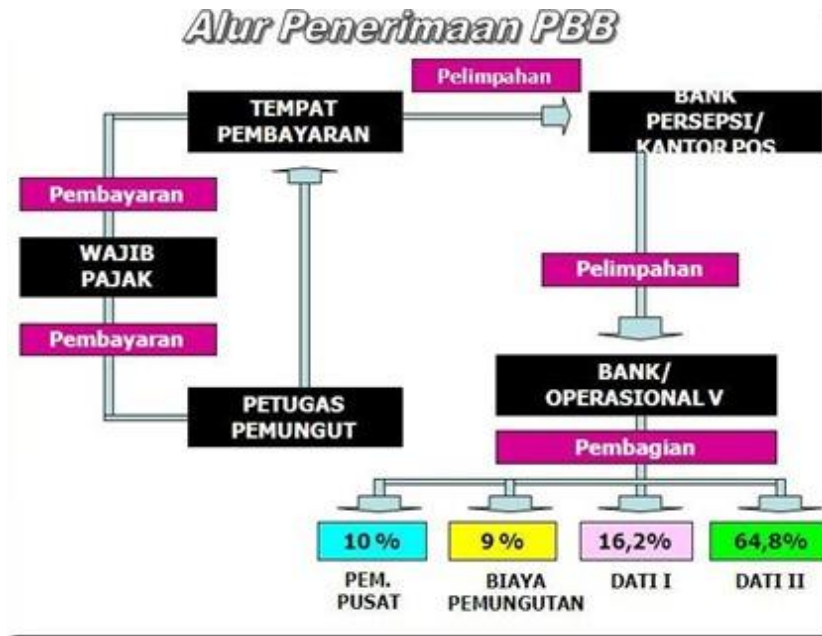 Alur Penerimaan PBB
Pelimpahan
TEMPAT
PEMBAYARAN
BANK
PERSEPSI/
KANTOR POS
Pembayaran
WAJIB
PAJAK
Pembayaran
Pelimpahan
PETUGAS
PEMUNGUT
BANK/
OPERASIONAL V
Pembagian
10 % 9 % 16,2% 64,8%
PEM.
PUSAT
BIAYA
PEMUNGUTAN
DATI I
DATI II